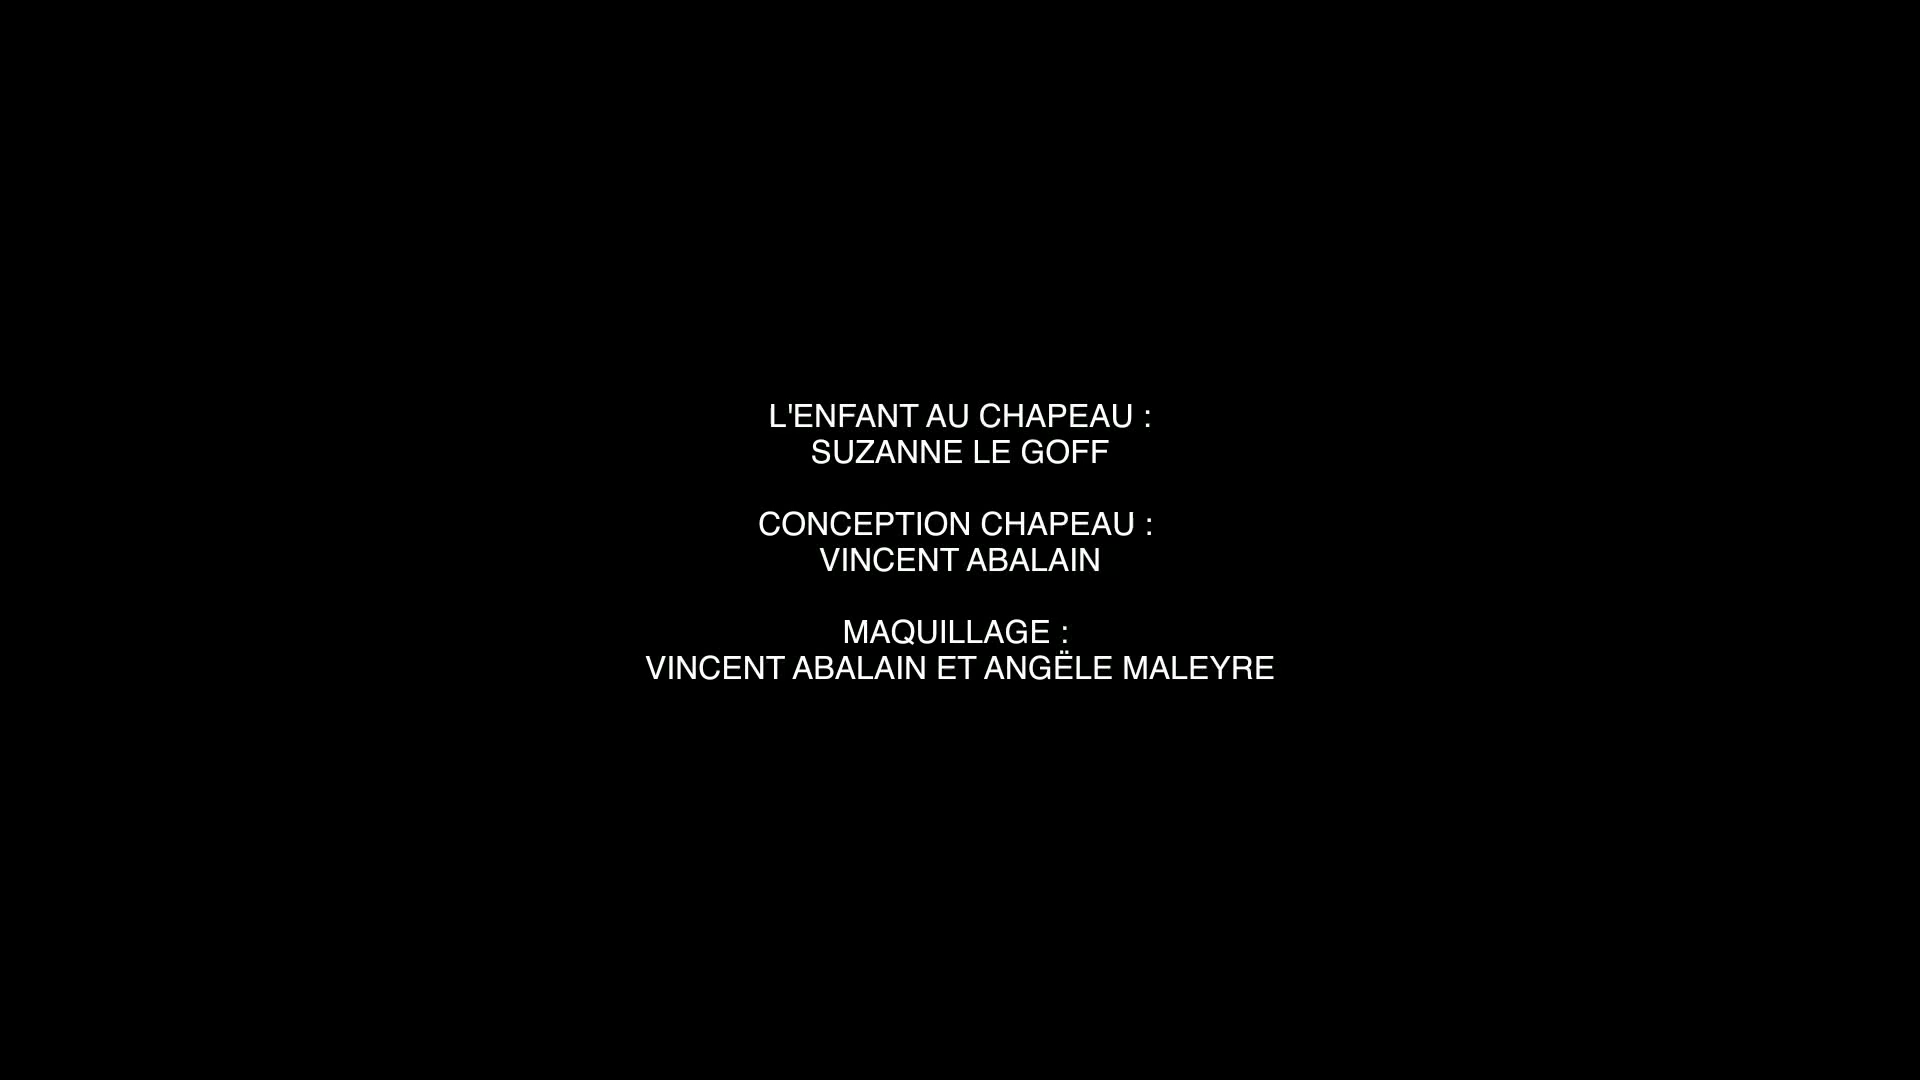 L'ENFANT AU CHAPEAU :
SUZANNE LE GOFF
CONCEPTION CHAPEAU :
VINCENT ABALAIN
MAQUILLAGE :
VINCENT ABALAIN ET ANGËLE MALEYRE